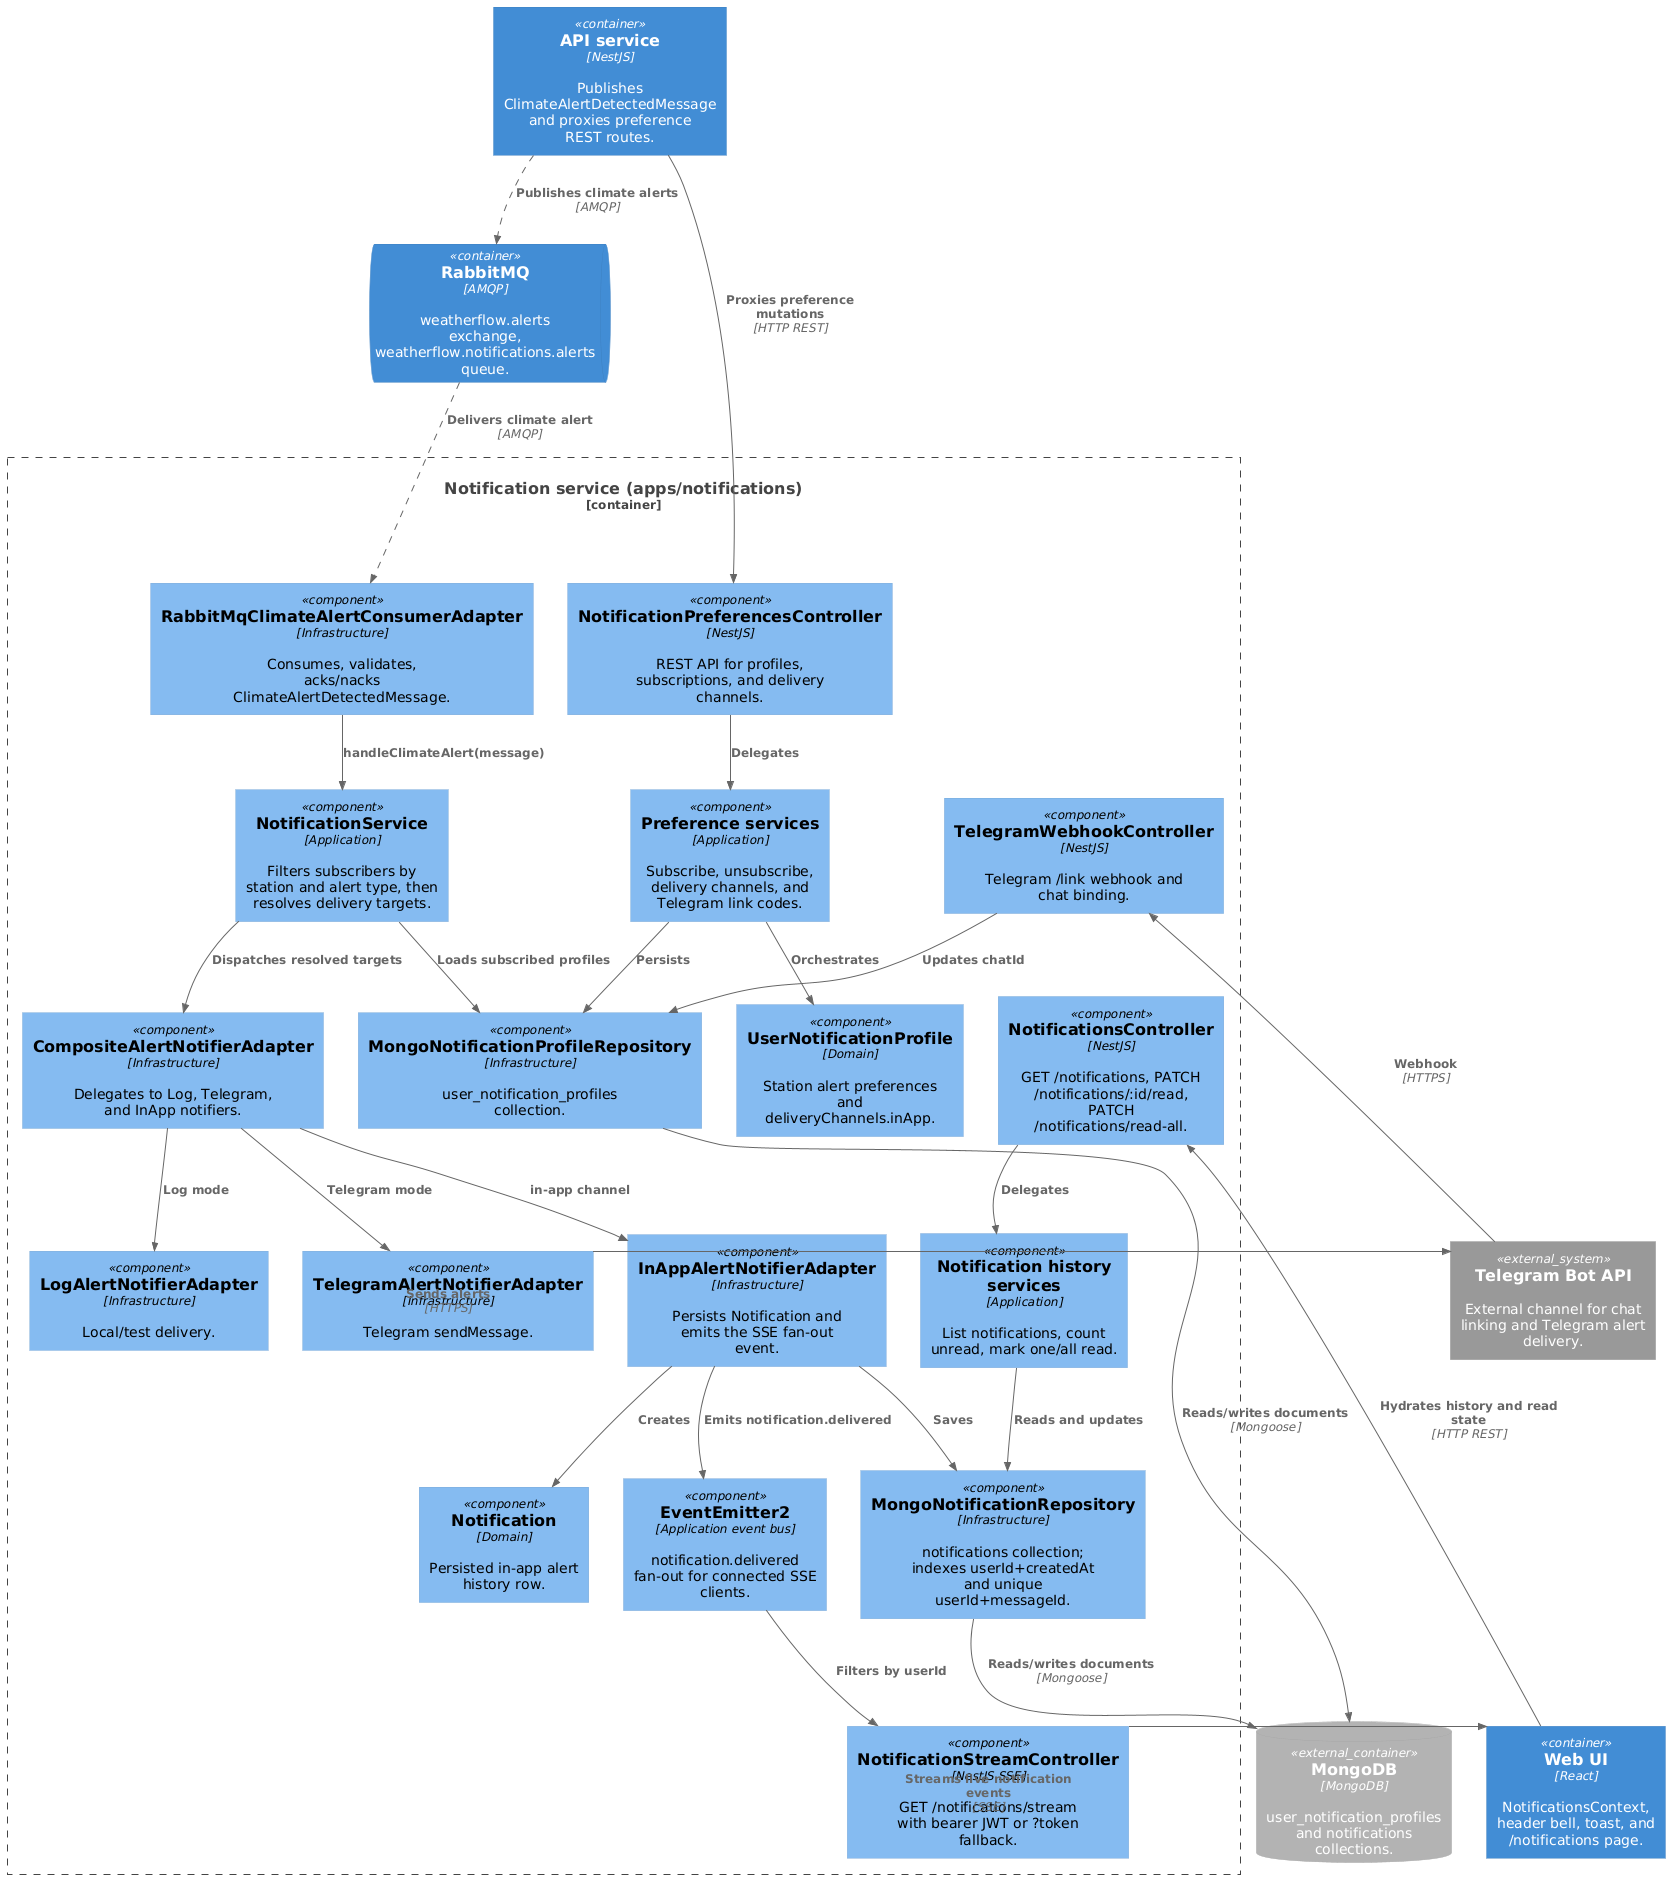 «container»
API service
[NestJS]
Publishes
ClimateAlertDetectedMessage
and proxies preference
REST routes.
Publishes climate alerts
[AMQP]
«container»
RabbitMQ
[AMQP]
weatherflow.alerts
exchange,
weatherflow.notifications.alerts
queue.
Proxies preference
mutations
[HTTP REST]
Delivers climate alert
[AMQP]
Notification service (apps/notifications)
[container]
«component»
RabbitMqClimateAlertConsumerAdapter
[Infrastructure]
Consumes, validates,
acks/nacks
ClimateAlertDetectedMessage.
«component»
NotificationPreferencesController
[NestJS]
REST API for profiles,
subscriptions, and delivery
channels.
handleClimateAlert(message)
Delegates
«component»
NotificationService
[Application]
Filters subscribers by
station and alert type, then
resolves delivery targets.
«component»
Preference services
[Application]
Subscribe, unsubscribe,
delivery channels, and
Telegram link codes.
«component»
TelegramWebhookController
[NestJS]
Telegram /link webhook and
chat binding.
Dispatches resolved targets
Loads subscribed profiles
Persists
Orchestrates
Updates chatId
«component»
CompositeAlertNotifierAdapter
[Infrastructure]
Delegates to Log, Telegram,
and InApp notifiers.
«component»
MongoNotificationProfileRepository
[Infrastructure]
user_notification_profiles
collection.
«component»
UserNotificationProfile
[Domain]
Station alert preferences
and
deliveryChannels.inApp.
«component»
NotificationsController
[NestJS]
GET /notifications, PATCH
/notifications/:id/read,
PATCH
/notifications/read-all.
Webhook
[HTTPS]
Log mode
Telegram mode
in-app channel
Delegates
«component»
LogAlertNotifierAdapter
[Infrastructure]
Local/test delivery.
«component»
TelegramAlertNotifierAdapter
[Infrastructure]
Telegram sendMessage.
Sends alerts
[HTTPS]
«component»
InAppAlertNotifierAdapter
[Infrastructure]
Persists Notification and
emits the SSE fan-out
event.
«component»
Notification history
services
[Application]
List notifications, count
unread, mark one/all read.
«external_system»
Telegram Bot API
External channel for chat
linking and Telegram alert
delivery.
Creates
Emits notification.delivered
Saves
Reads and updates
Reads/writes documents
[Mongoose]
Hydrates history and read
state
[HTTP REST]
«component»
Notification
[Domain]
Persisted in-app alert
history row.
«component»
EventEmitter2
[Application event bus]
notification.delivered
fan-out for connected SSE
clients.
«component»
MongoNotificationRepository
[Infrastructure]
notifications collection;
indexes userId+createdAt
and unique
userId+messageId.
Filters by userId
Reads/writes documents
[Mongoose]
«component»
NotificationStreamController
[NestJS SSE]
GET /notifications/stream
with bearer JWT or ?token
fallback.
Streams live notification
events
[SSE]
«external_container»
MongoDB
[MongoDB]
user_notification_profiles
and notifications
collections.
«container»
Web UI
[React]
NotificationsContext,
header bell, toast, and
/notifications page.